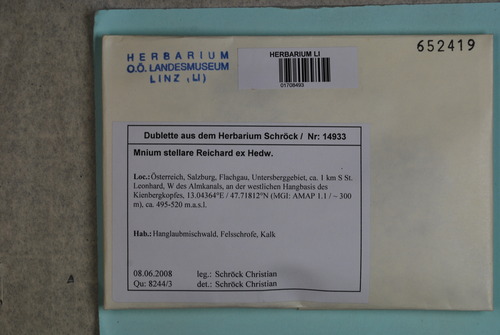 652419
HERBARIUM
O.Ö. LANDESMUSEUM
LINZ (LI)
HERBARIUM LI
01708493
Dublette aus dem Herbarium Schröck / Nr: 14933
Mnium stellare Reichard ex Hedw.
Loc.: Österreich, Salzburg, Flachgau, Untersberggebiet, ca. 1 km S St.
Leonhard, W des Almkanals, an der westlichen Hangbasis des
Kienbergkopfes, 13.04364°E / 47.71812°N (MGI: AMAP 1.1 / ~ 300
m), ca. 495-520 m.a.s.l.
Hab.: Hanglaubmischwald, Felsschrofe, Kalk
08.06.2008 leg.: Schröck Christian
Qu: 8244/3 det.: Schröck Christian